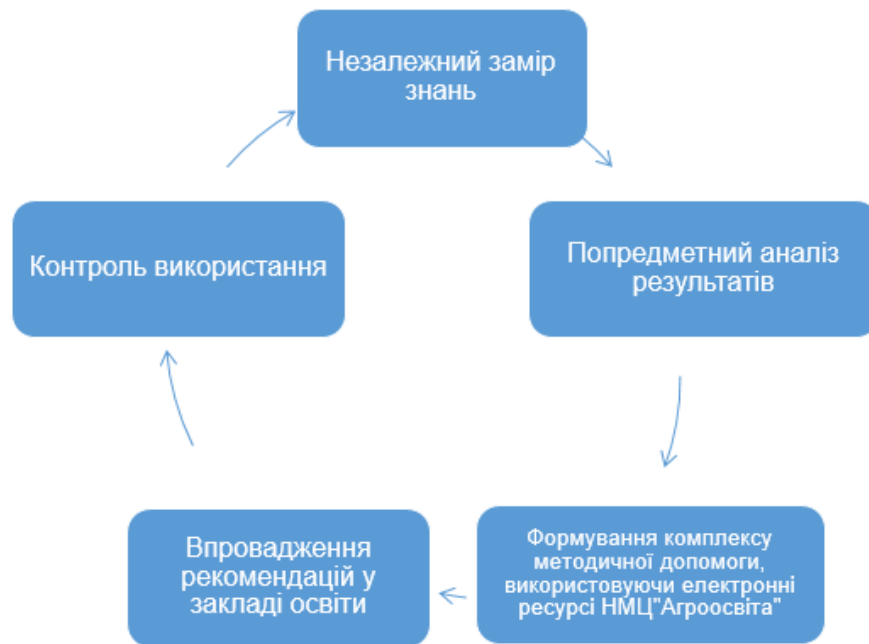 Незалежний замір
знань
Попредметний аналіз
результатів
Формування комплексу
методичної допомоги,
використовуючи електронні
ресурсі НМЦ"Агроосвіта"
Впровадження
рекомендацій у
закладі освіти
Контроль використання